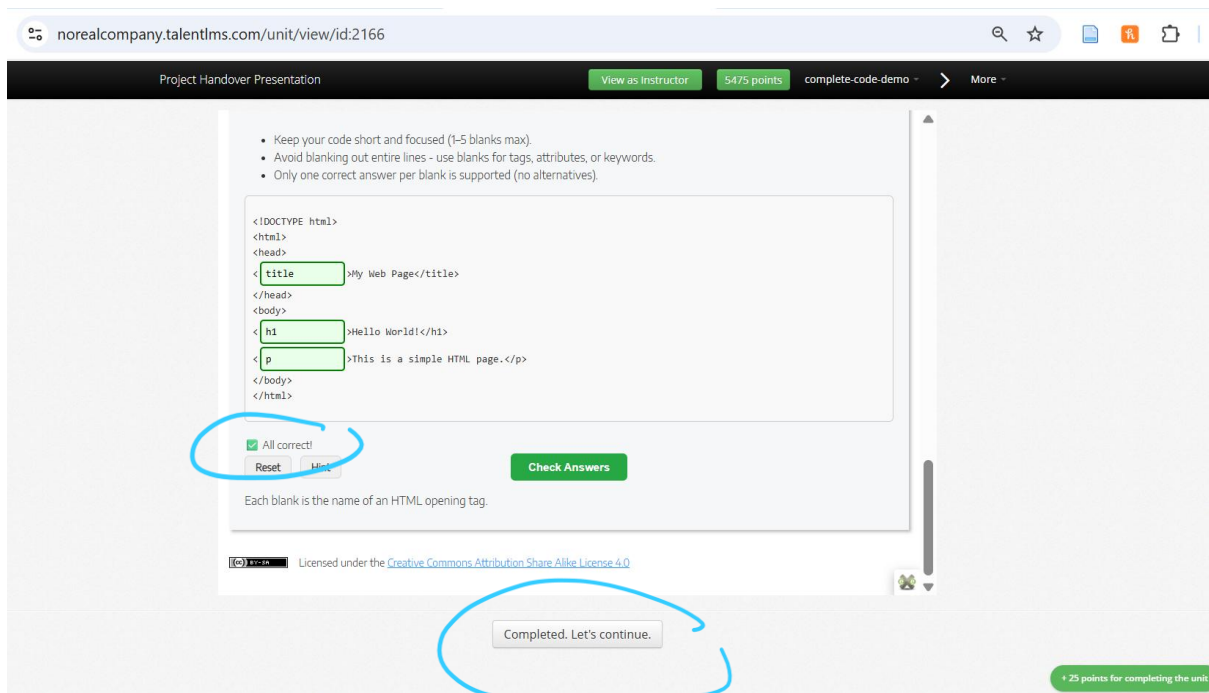 norealcompany.talentlms.com/unit/view/id:2166
Project Handover Presentation
View as Instructor
5475 points
complete-code-demo
More
Keep your code short and focused (1–5 blanks max).
Avoid blanking out entire lines - use blanks for tags, attributes, or keywords.
Only one correct answer per blank is supported (no alternatives).
<!DOCTYPE html>
<html>
<head>
< title >My Web Page</title>
</head>
<body>
< h1 >Hello World!</h1>
< p >This is a simple HTML page.</p>
</body>
</html>
All correct!
Reset Hint Check Answers
Each blank is the name of an HTML opening tag.
(cc) BY-SA Licensed under the Creative Commons Attribution Share Alike License 4.0
Completed. Let's continue.
+ 25 points for completing the unit